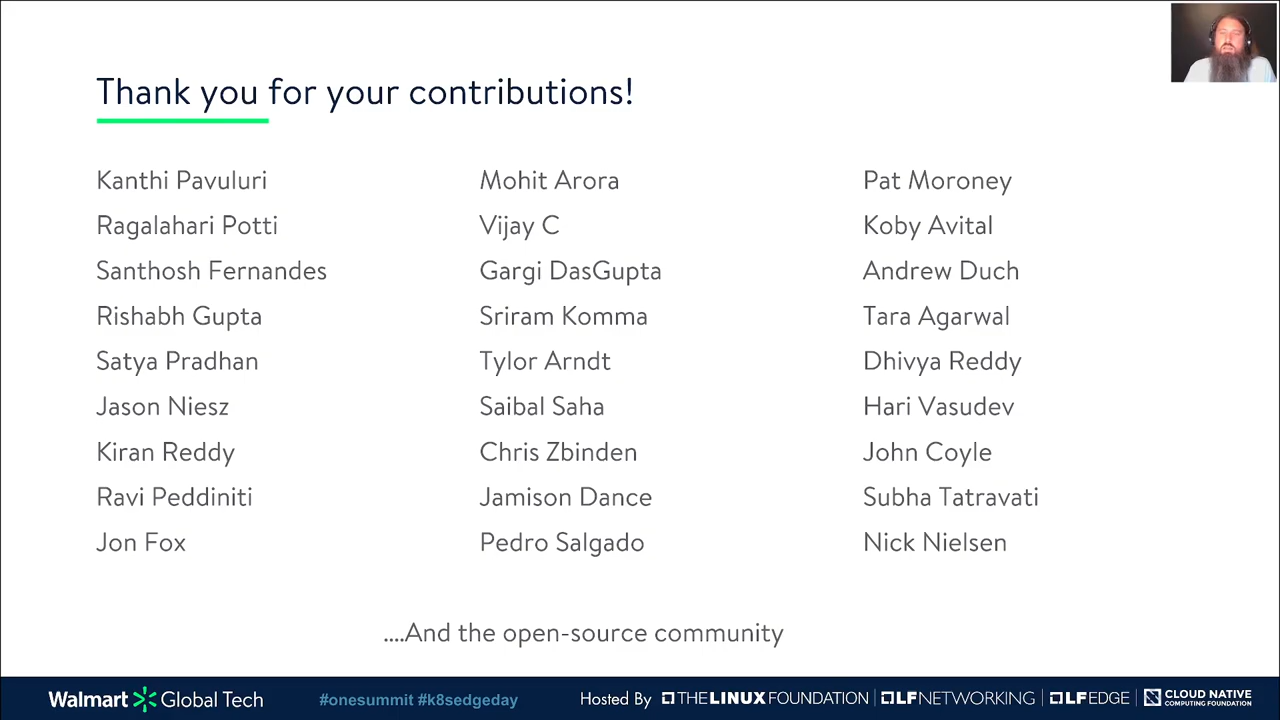 Thank you for your contributions!
Kanthi Pavuluri
Ragalahari Potti
Santhosh Fernandes
Rishabh Gupta
Satya Pradhan
Jason Niesz
Kiran Reddy
Ravi Peddiniti
Jon Fox
Mohit Arora
Vijay C
Gargi DasGupta
Sriram Komma
Tylor Arndt
Saibal Saha
Chris Zbinden
Jamison Dance
Pedro Salgado
Pat Moroney
Koby Avital
Andrew Duch
Tara Agarwal
Dhivya Reddy
Hari Vasudev
John Coyle
Subha Tatravati
Nick Nielsen
....And the open-source community
Walmart Global Tech
#onesummit #k8sedgeday
Hosted By THE LINUX FOUNDATION | LFNETWORKING | LFEDGE | CLOUD NATIVE COMPUTING FOUNDATION